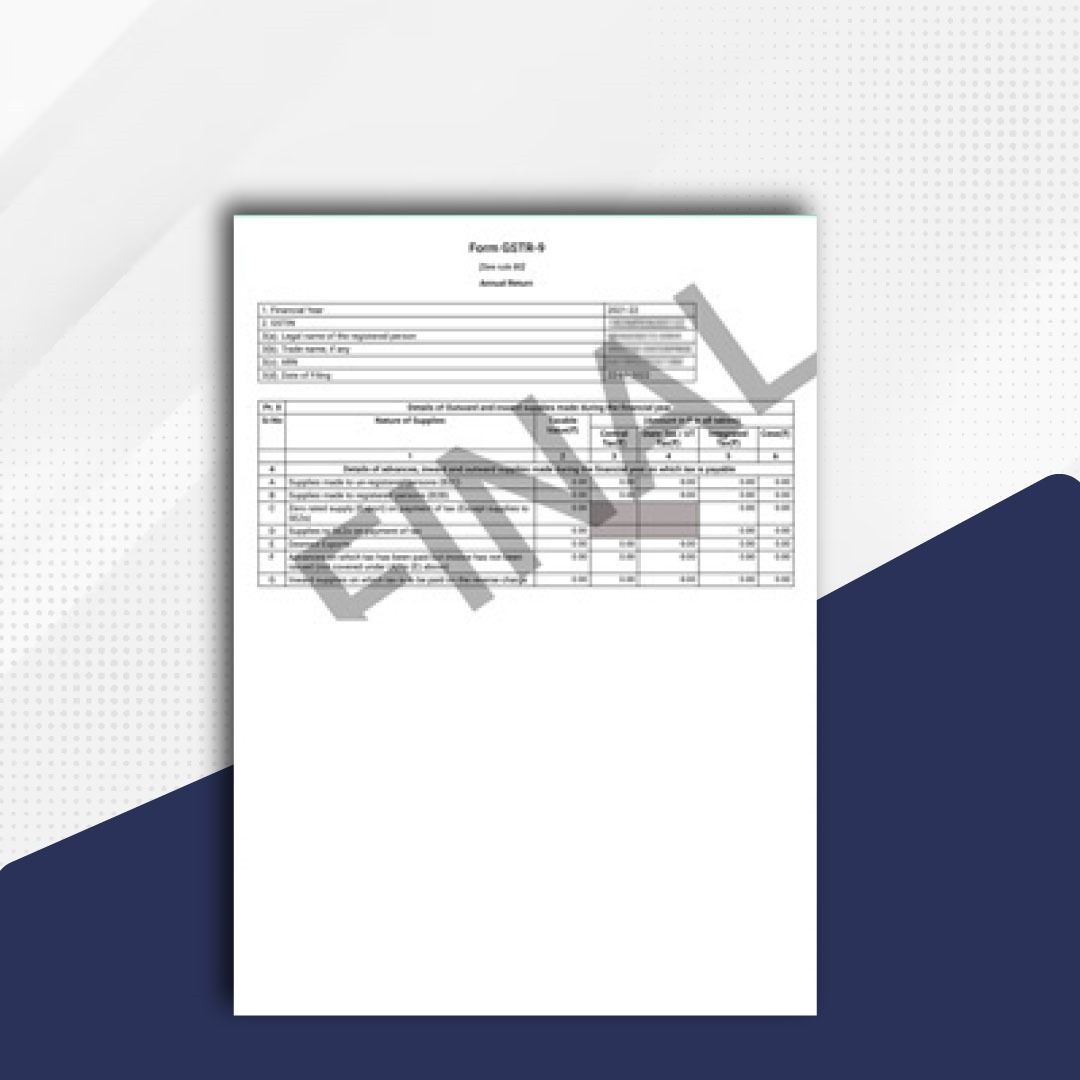 Form GSTR-9
[See rule 80]
Annual Return
1. Financial Year 2021-22
2. GSTIN
3(a). Legal name of the registered person
3(b). Trade name, if any
3(c). ARN
3(d). Date of Filing
Pt. II Details of Outward and inward supplies made during the financial year
Sr.No Nature of Supplies Taxable Value(₹) (Amount in ₹ in all tables)
Central Tax(₹) State Tax / UT Tax(₹) Integrated Tax(₹) Cess(₹)
1 2 3 4 5 6
4 Details of advances, inward and outward supplies made during the financial year on which tax is payable
A Supplies made to un-registered persons (B2C) 0.00 0.00 0.00 0.00 0.00
B Supplies made to registered persons (B2B) 0.00 0.00 0.00 0.00 0.00
C Zero rated supply (Export) on payment of tax (Except supplies to 0.00 0.00 0.00
SEZs)
D Supplies to SEZs on payment of tax 0.00 0.00 0.00
E Deemed Exports 0.00 0.00 0.00 0.00 0.00
F Advances on which tax has been paid but invoice has not been 0.00 0.00 0.00 0.00 0.00
issued (not covered under (A) to (E) above)
G Inward supplies on which tax is to be paid on the reverse charge 0.00 0.00 0.00 0.00 0.00
FINAL